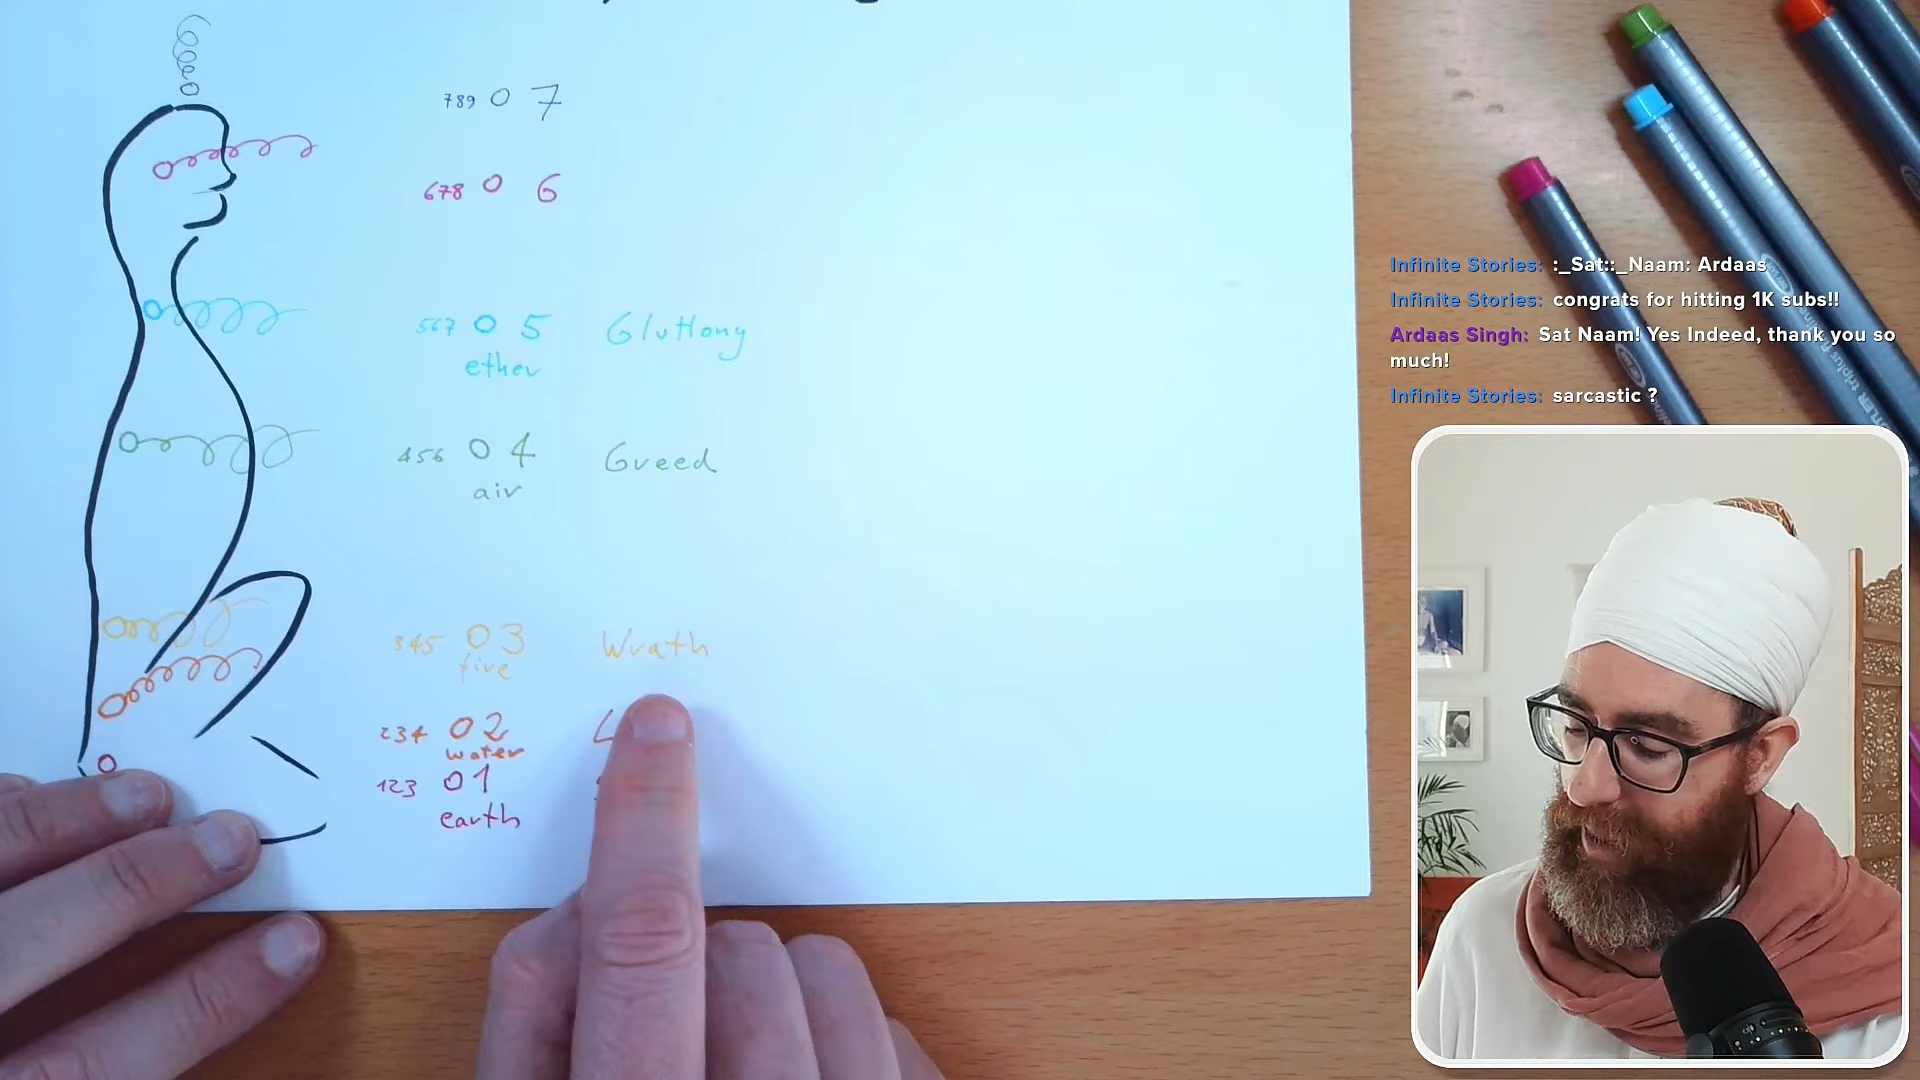 789 0 7
678 0 6
567 0 5 Gluttony
ether
456 0 4 Greed
air
345 0 3 Wrath
fire
234 0 2
water
123 0 1
earth
Infinite Stories: :_Sat::_Naam: Ardaas
Infinite Stories: congrats for hitting 1K subs!!
Ardaas Singh: Sat Naam! Yes Indeed, thank you so
much!
Infinite Stories: sarcastic ?